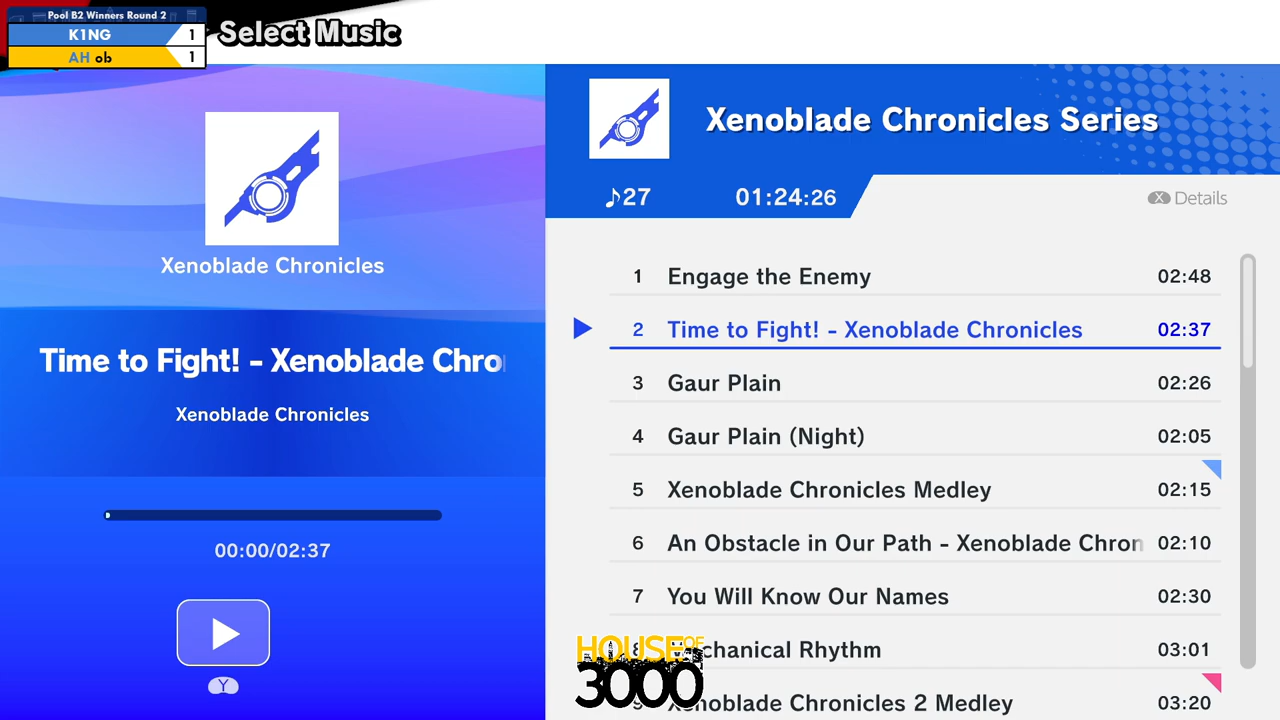 Pool B2 Winners Round 2
K1NG 1
AH ob 1
Select Music
Xenoblade Chronicles
Time to Fight! – Xenoblade Chro
Xenoblade Chronicles
00:00/02:37
Y
Xenoblade Chronicles Series
♪27 01:24:26
X Details
1 Engage the Enemy 02:48
2 Time to Fight! – Xenoblade Chronicles 02:37
3 Gaur Plain 02:26
4 Gaur Plain (Night) 02:05
5 Xenoblade Chronicles Medley 02:15
6 An Obstacle in Our Path – Xenoblade Chron 02:10
7 You Will Know Our Names 02:30
8 Mechanical Rhythm 03:01
9 Xenoblade Chronicles 2 Medley 03:20
HOUSE OF
3000